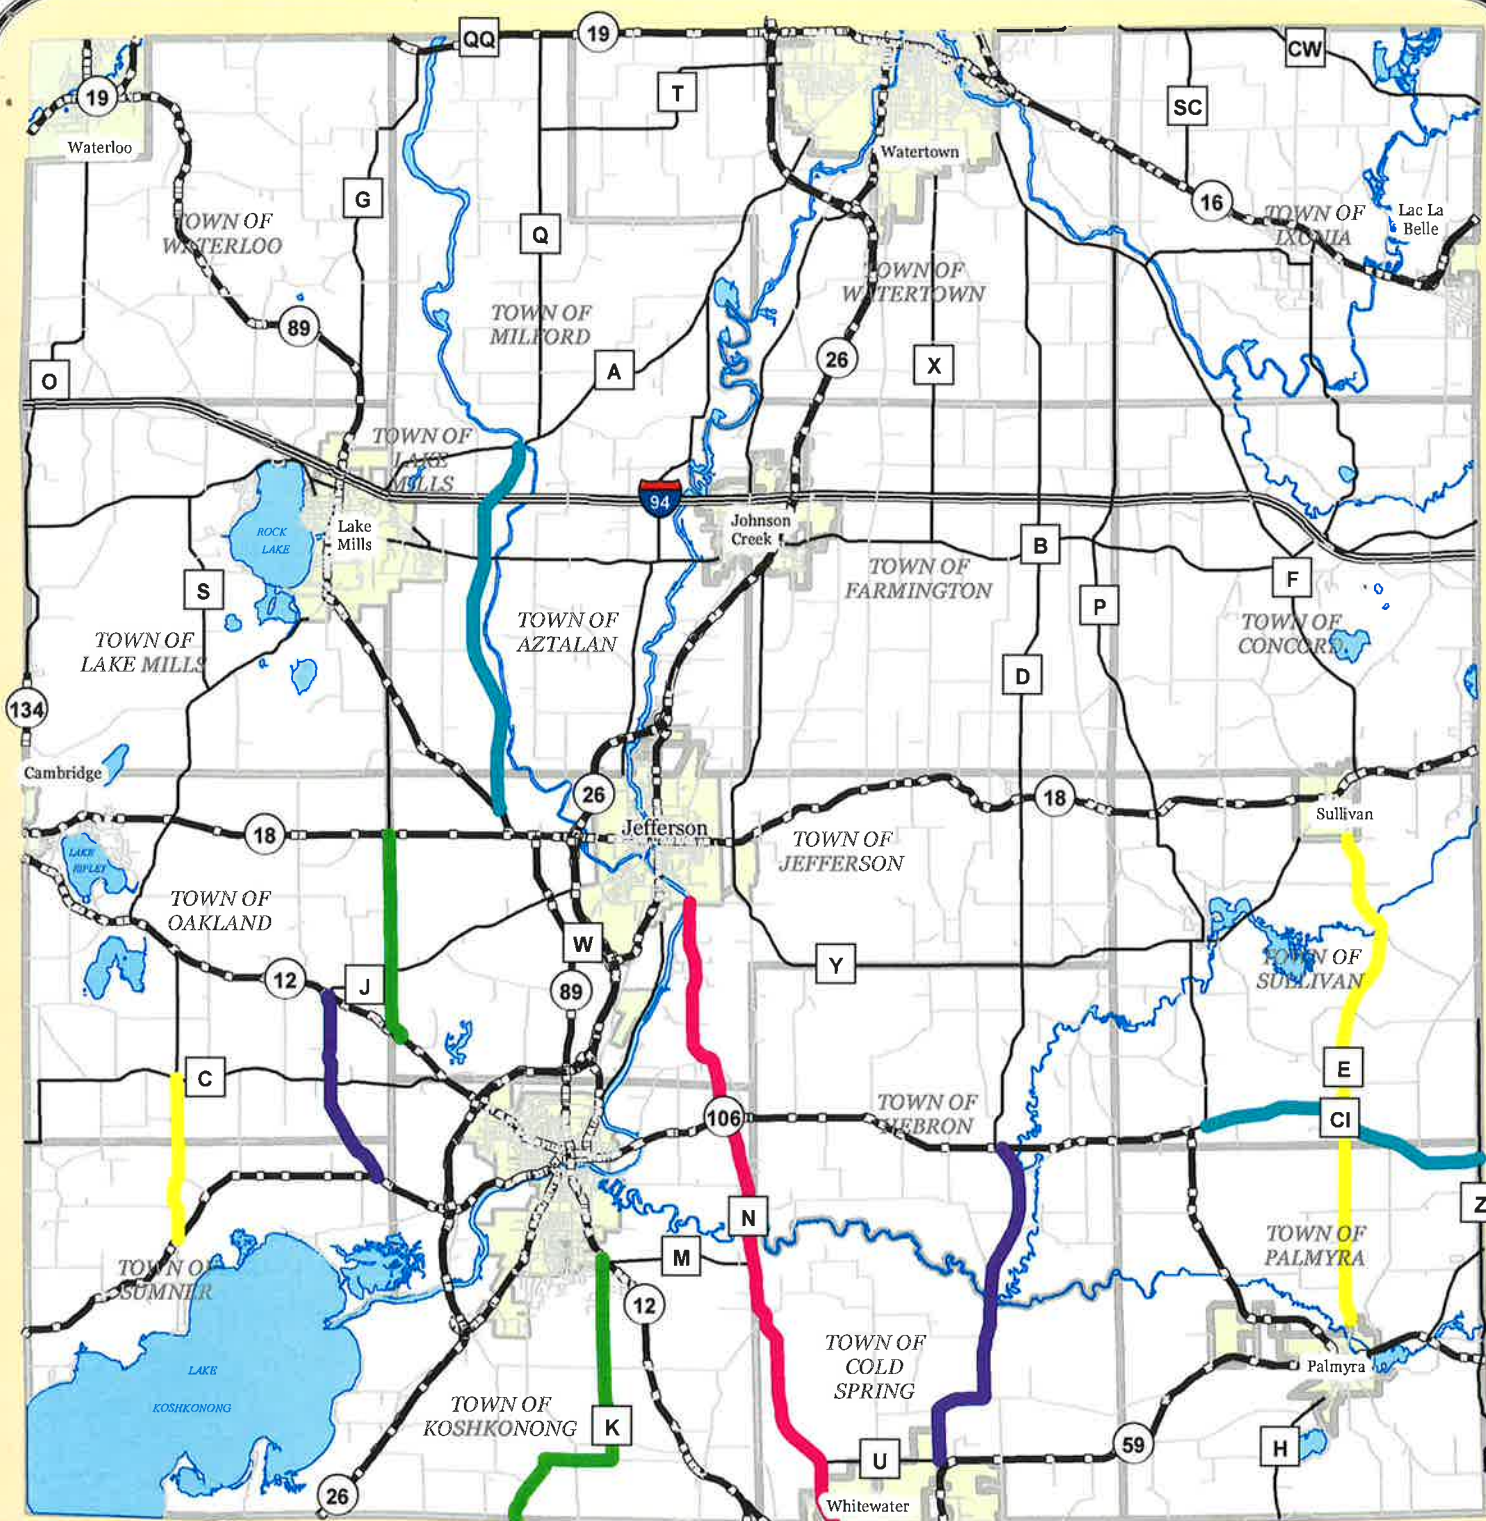 QQ
19
CW
19
T
SC
Waterloo
Watertown
G
16
Lac La
Belle
TOWN OF
WATERLOO
TOWN OF
IXONIA
Q
TOWN OF
WATERTOWN
TOWN OF
MILFORD
89
26
X
A
O
TOWN OF
LAKE
MILLS
94
ROCK
LAKE
Lake
Mills
Johnson
Creek
B
TOWN OF
FARMINGTON
F
S
P
TOWN OF
AZTALAN
TOWN OF
CONCORD
TOWN OF
LAKE MILLS
D
134
Cambridge
26
18
Sullivan
18
Jefferson
LAKE
RIPLEY
TOWN OF
JEFFERSON
TOWN OF
OAKLAND
W
Y
TOWN OF
SULLIVAN
12
J
89
C
E
106
TOWN OF
HEBRON
CI
N
Z
TOWN OF
SUMNER
M
TOWN OF
PALMYRA
12
LAKE
KOSHKONONG
TOWN OF
COLD
SPRING
Palmyra
TOWN OF
KOSHKONONG
K
59
H
U
26
Whitewater